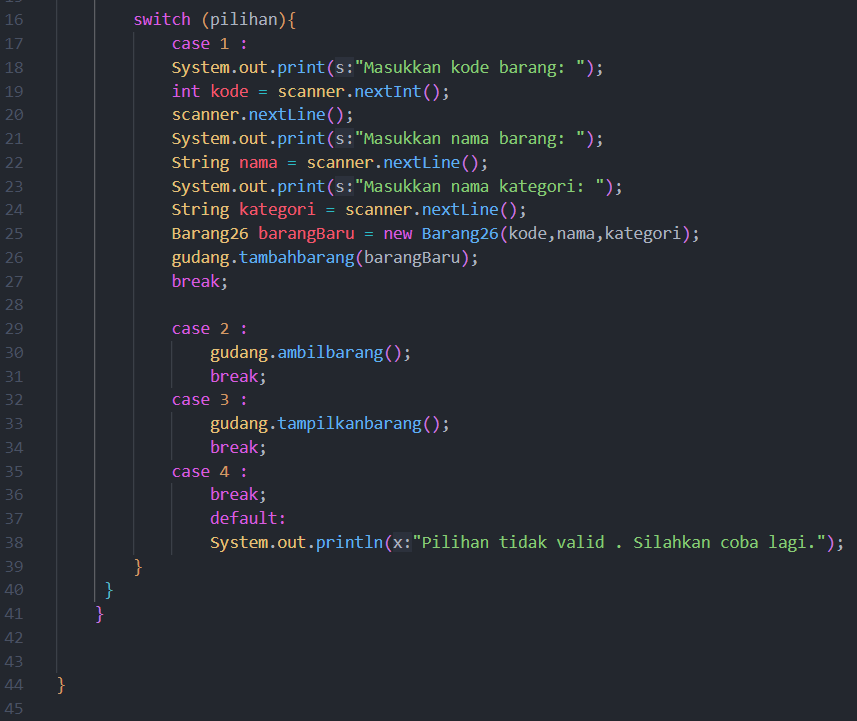 16 switch (pilihan){
17 case 1 :
18 System.out.print(s:"Masukkan kode barang: ");
19 int kode = scanner.nextInt();
20 scanner.nextLine();
21 System.out.print(s:"Masukkan nama barang: ");
22 String nama = scanner.nextLine();
23 System.out.print(s:"Masukkan nama kategori: ");
24 String kategori = scanner.nextLine();
25 Barang26 barangBaru = new Barang26(kode,nama,kategori);
26 gudang.tambahbarang(barangBaru);
27 break;
28
29 case 2 :
30 gudang.ambilbarang();
31 break;
32 case 3 :
33 gudang.tampilkanbarang();
34 break;
35 case 4 :
36 break;
37 default:
38 System.out.println(x:"Pilihan tidak valid . Silahkan coba lagi.");
39 }
40 }
41 }
42
43
44 }
45